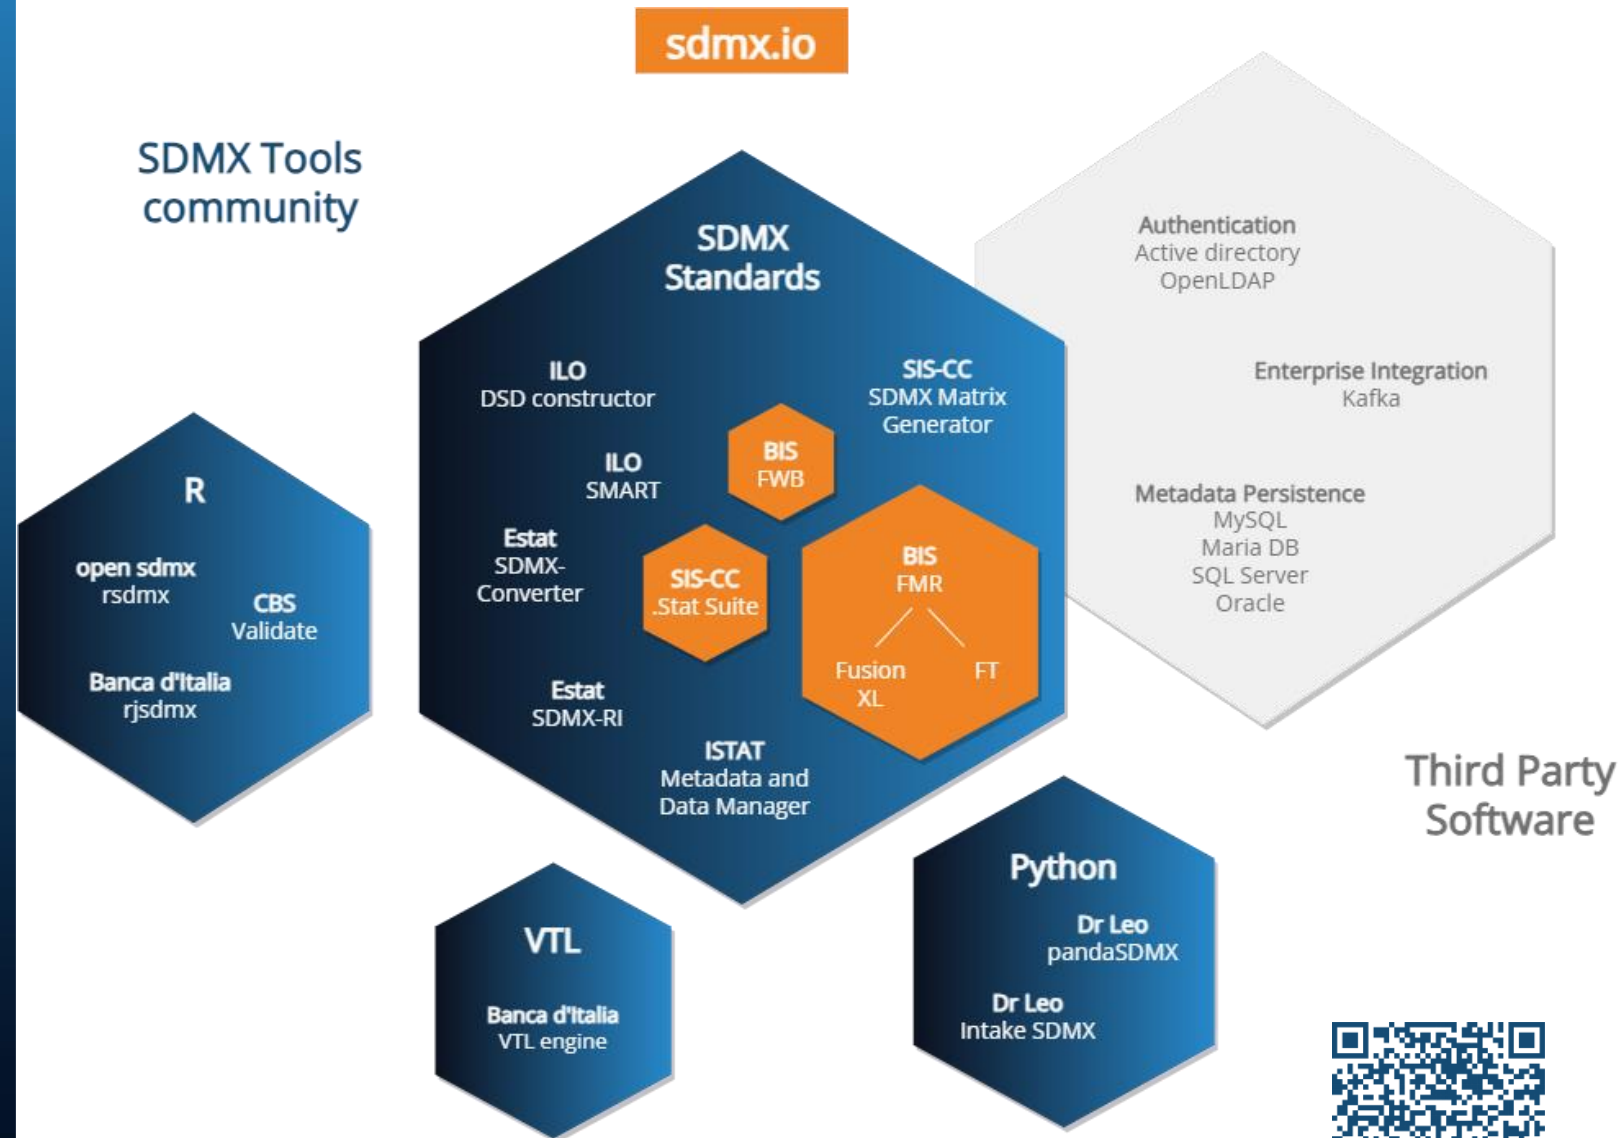 sdmx.io
SDMX Tools
community
SDMX
Standards
ILO
DSD constructor
SIS-CC
SDMX Matrix
Generator
ILO
SMART
BIS
FWB
Estat
SDMX-
Converter
SIS-CC
.Stat Suite
BIS
FMR
Fusion
XL
FT
Estat
SDMX-RI
ISTAT
Metadata and
Data Manager
Authentication
Active directory
OpenLDAP
Enterprise Integration
Kafka
Metadata Persistence
MySQL
Maria DB
SQL Server
Oracle
Third Party
Software
R
open sdmx
rsdmx
CBS
Validate
Banca d'Italia
rjsdmx
VTL
Banca d'Italia
VTL engine
Python
Dr Leo
pandaSDMX
Dr Leo
Intake SDMX